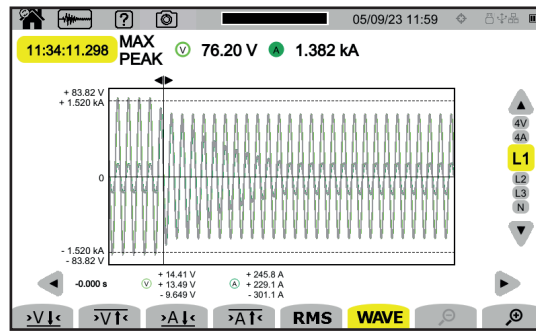 ? 05/09/23 11:59
11:34:11.298 MAX PEAK V 76.20 V A 1.382 kA
+ 83.82 V
+ 1.520 kA
0
- 1.520 kA
- 83.82 V
4V
4A
L1
L2
L3
N
-0.000 s
V + 14.41 V A + 245.8 A
+ 13.49 V + 229.1 A
- 9.649 V - 301.1 A
>V↓< >V↑< >A↓< >A↑< RMS WAVE